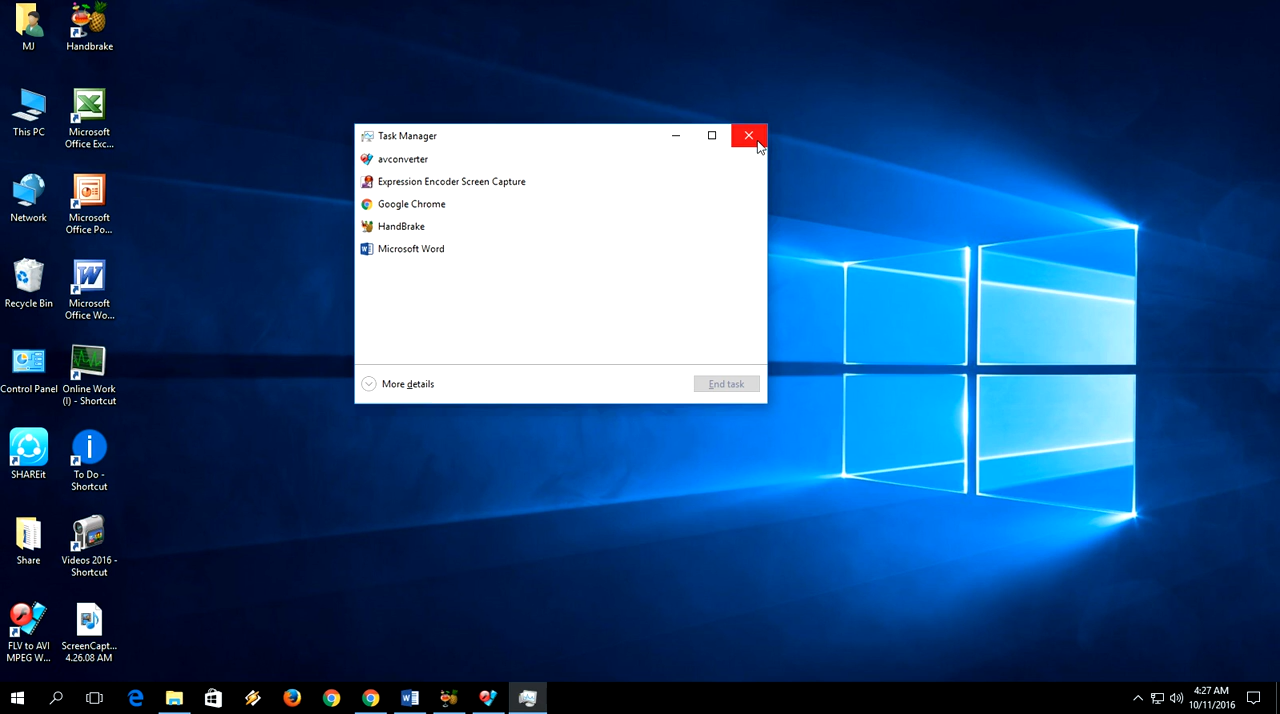 MJ
Handbrake
This PC
Microsoft
Office Exc...
Network
Microsoft
Office Po...
Recycle Bin
Microsoft
Office Wo...
Control Panel
Online Work
(I) - Shortcut
SHAREit
To Do -
Shortcut
Share
Videos 2016 -
Shortcut
FLV to AVI
MPEG W...
ScreenCapt...
4.26.08 AM
Task Manager
avconverter
Expression Encoder Screen Capture
Google Chrome
HandBrake
Microsoft Word
More details
End task
4:27 AM
10/11/2016